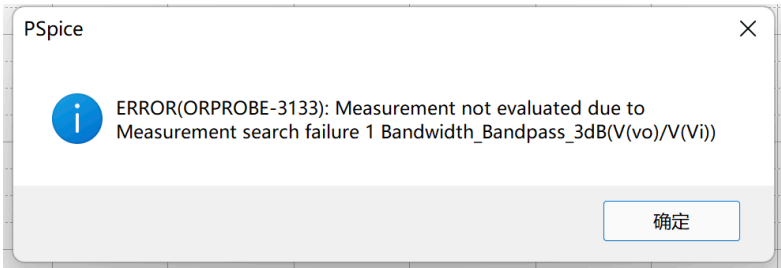 PSpice
ERROR(ORPROBE-3133): Measurement not evaluated due to
Measurement search failure 1 Bandwidth_Bandpass_3dB(V(vo)/V(Vi))
确定